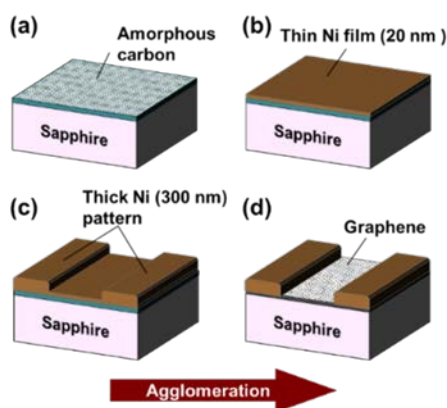 (a)
Amorphous
carbon
Sapphire
(b)
Thin Ni film (20 nm )
Sapphire
(c)
Thick Ni (300 nm)
pattern
Sapphire
(d)
Graphene
Sapphire
Agglomeration